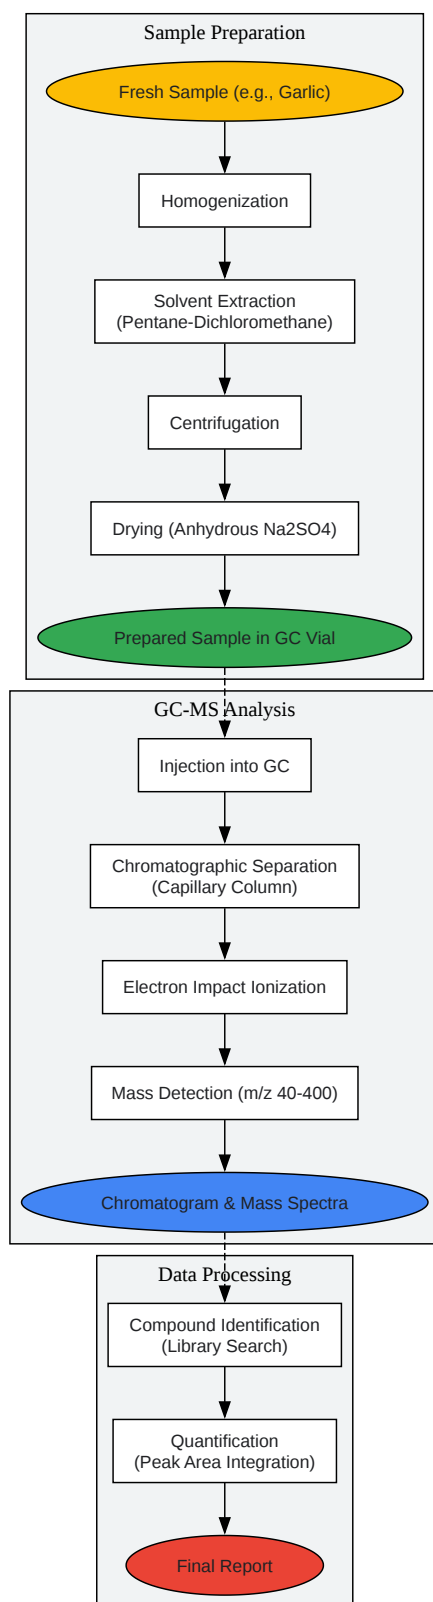 Sample Preparation
Fresh Sample (e.g., Garlic)
Homogenization
Solvent Extraction
(Pentane-Dichloromethane)
Centrifugation
Drying (Anhydrous Na2SO4)
Prepared Sample in GC Vial
GC-MS Analysis
Injection into GC
Chromatographic Separation
(Capillary Column)
Electron Impact Ionization
Mass Detection (m/z 40-400)
Chromatogram & Mass Spectra
Data Processing
Compound Identification
(Library Search)
Quantification
(Peak Area Integration)
Final Report